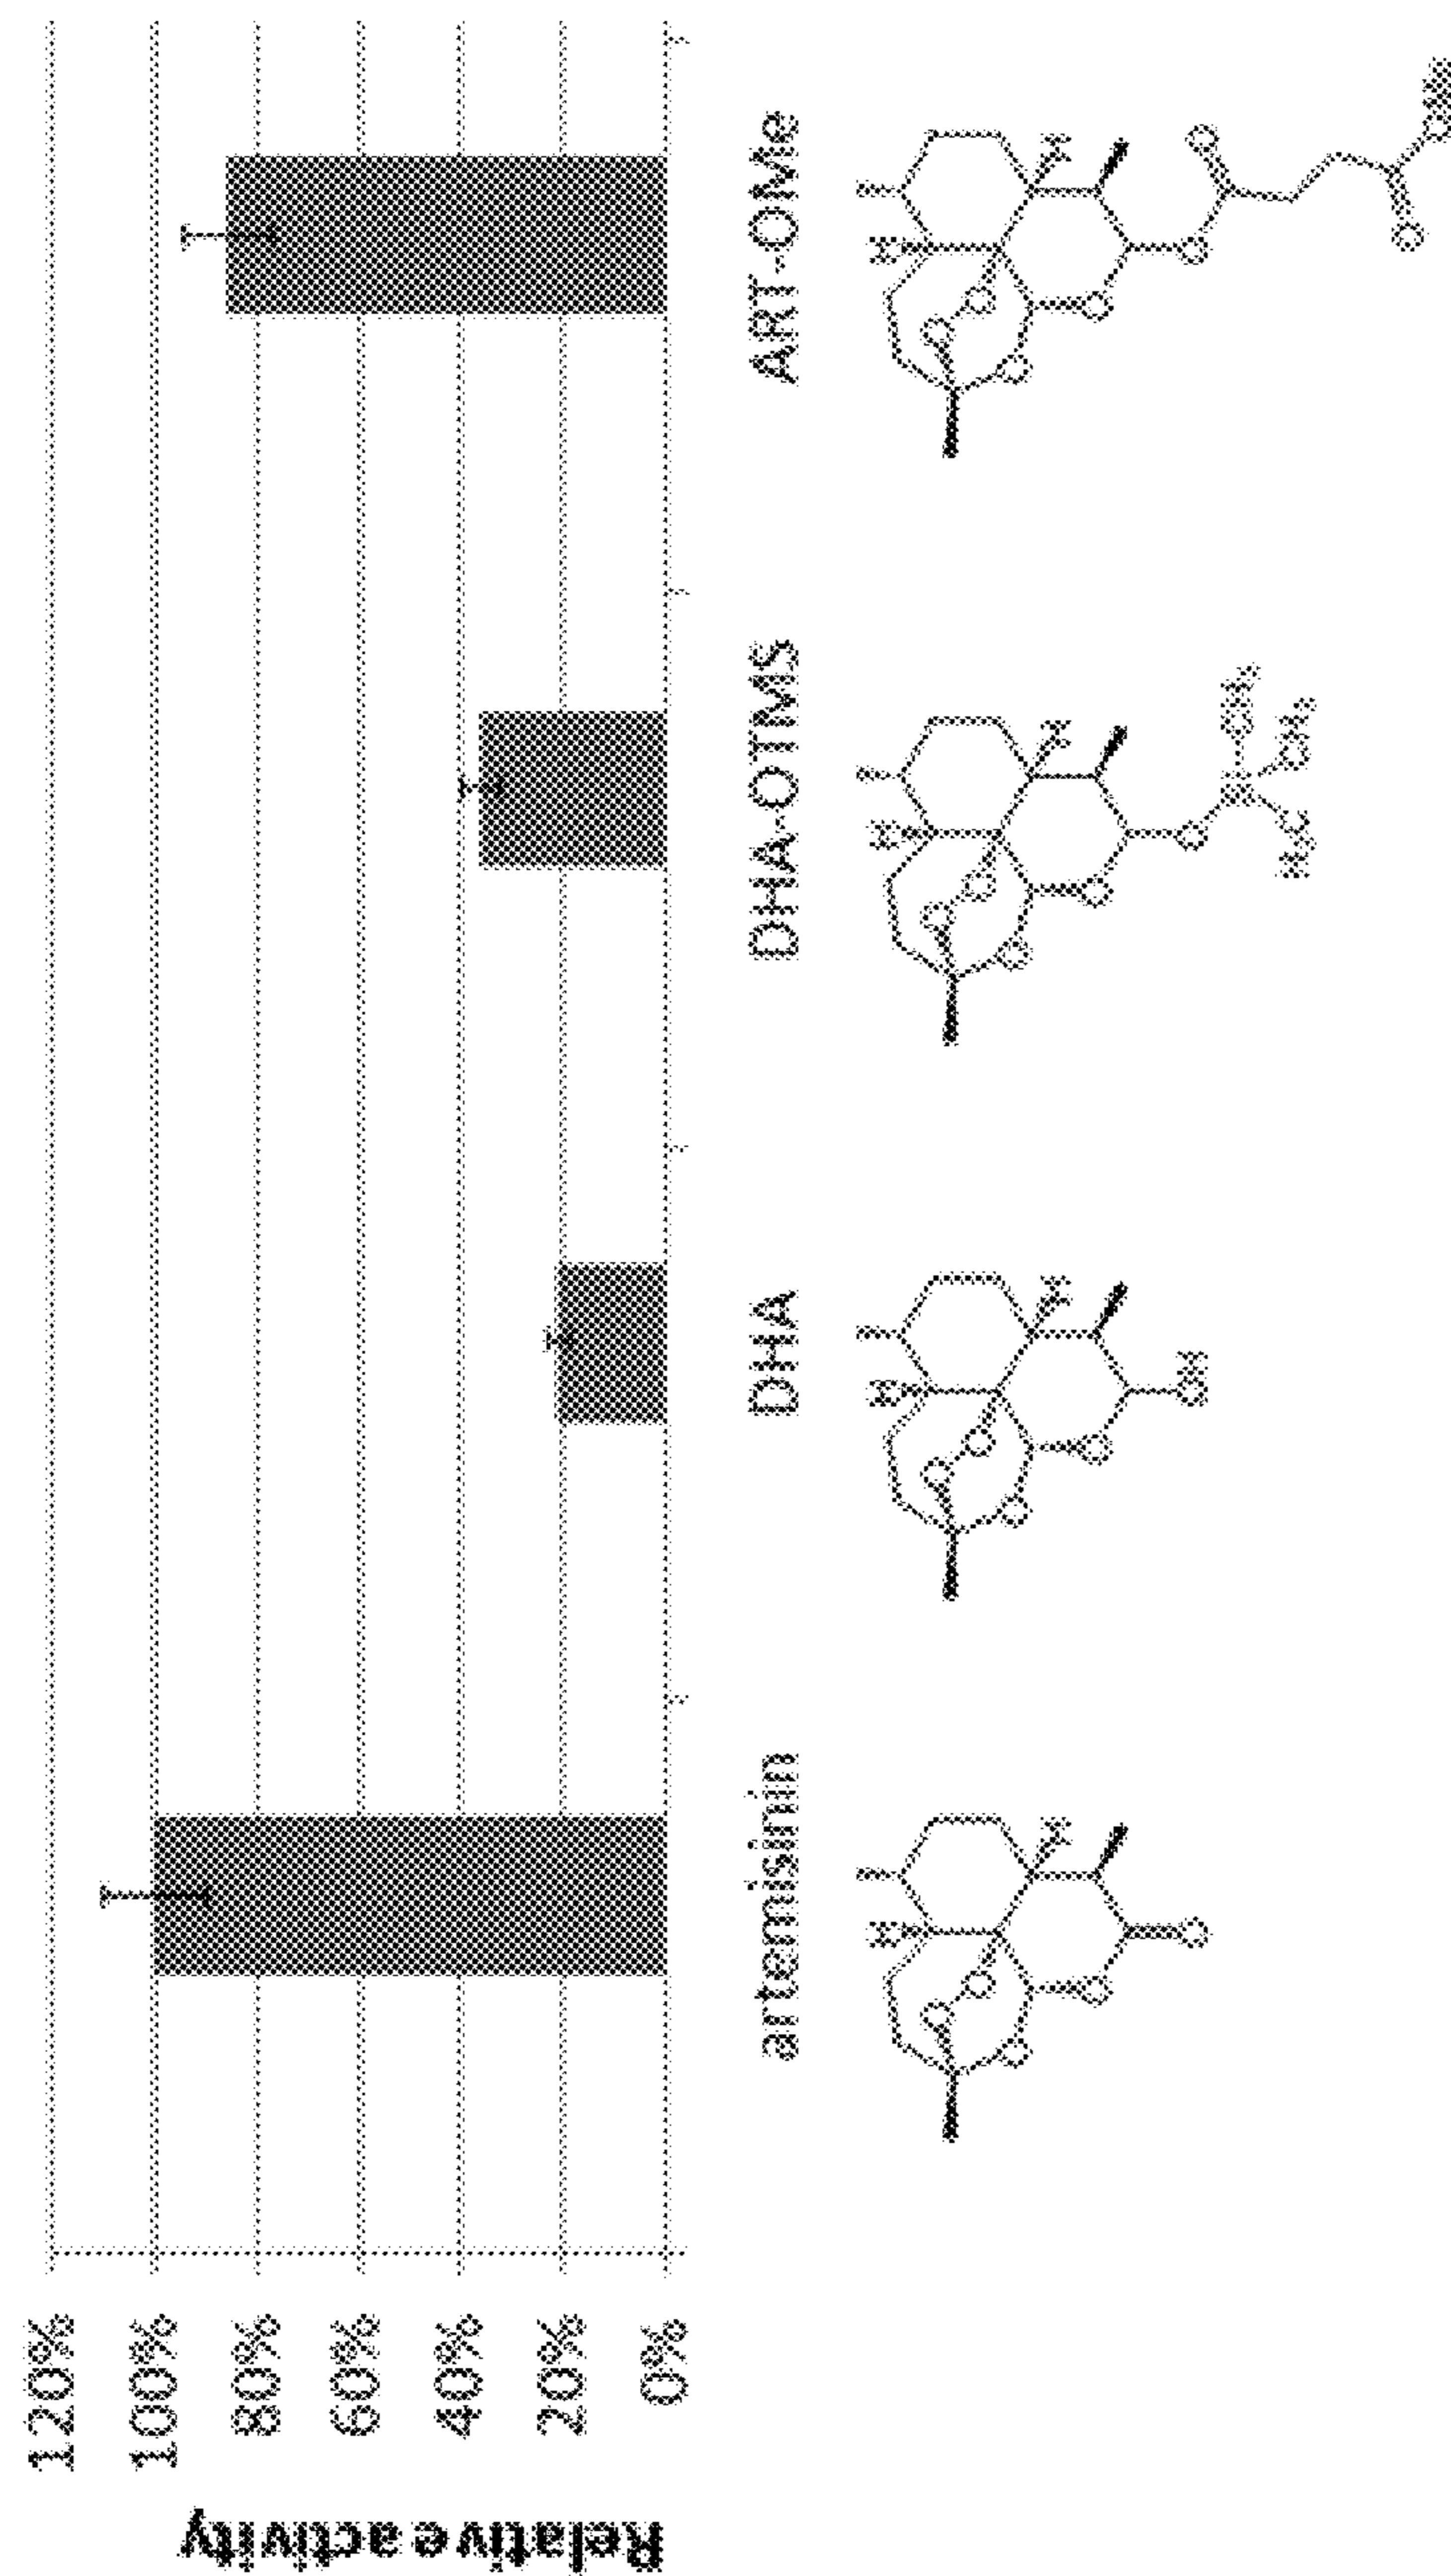 Relative activity
120%
100%
80%
60%
40%
20%
0%
artemisinin
DHA
DHA-OTMS
ART-OMe
H
H
O
O
O
O
O
H
H
O
O
O
O
OH
H
H
O
O
O
O
O
CH₃
CH₃
H₃C
H
H
O
O
O
O
O
O
O